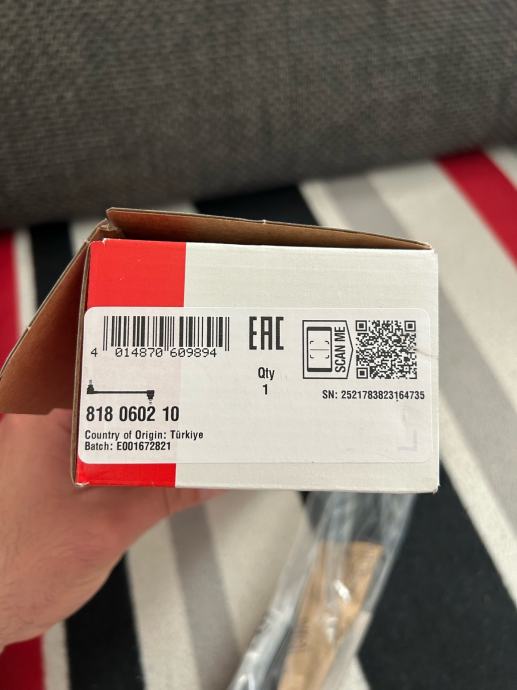 4 014870 609894
EAC
SCAN ME
Qty
1
SN: 2521783823164735
818 0602 10
Country of Origin: Türkiye
Batch: E001672821